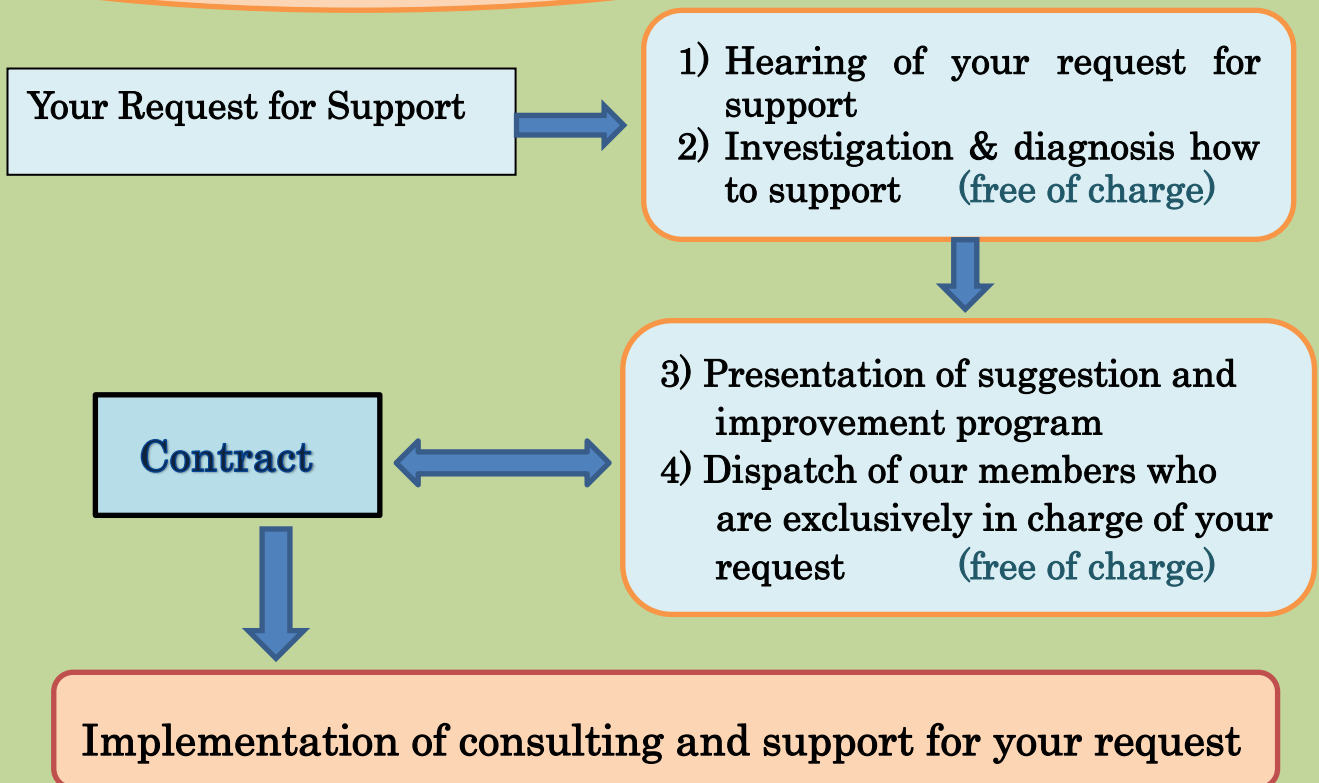 Your Request for Support
1) Hearing of your request for
support
2) Investigation & diagnosis how
to support (free of charge)
3) Presentation of suggestion and
improvement program
4) Dispatch of our members who
are exclusively in charge of your
request (free of charge)
Contract
Implementation of consulting and support for your request